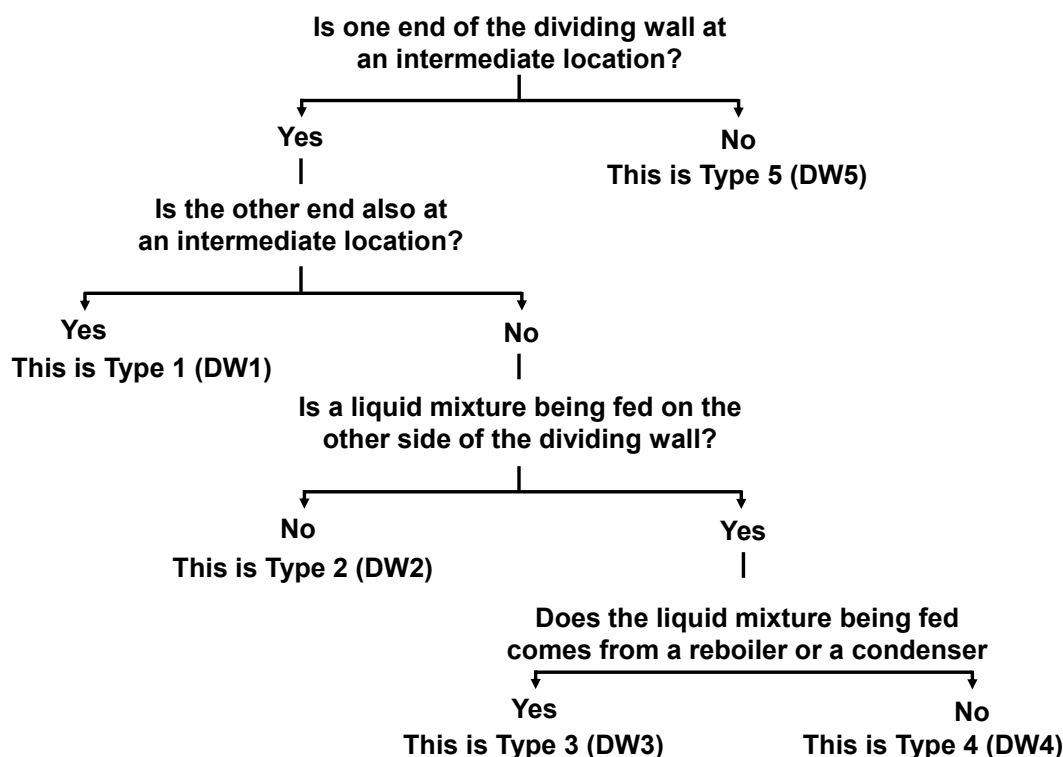 Is one end of the dividing wall at
an intermediate location?
Yes
No
This is Type 5 (DW5)
Is the other end also at
an intermediate location?
Yes
No
This is Type 1 (DW1)
Is a liquid mixture being fed on the
other side of the dividing wall?
No
Yes
This is Type 2 (DW2)
Does the liquid mixture being fed
comes from a reboiler or a condenser
Yes
No
This is Type 3 (DW3)
This is Type 4 (DW4)